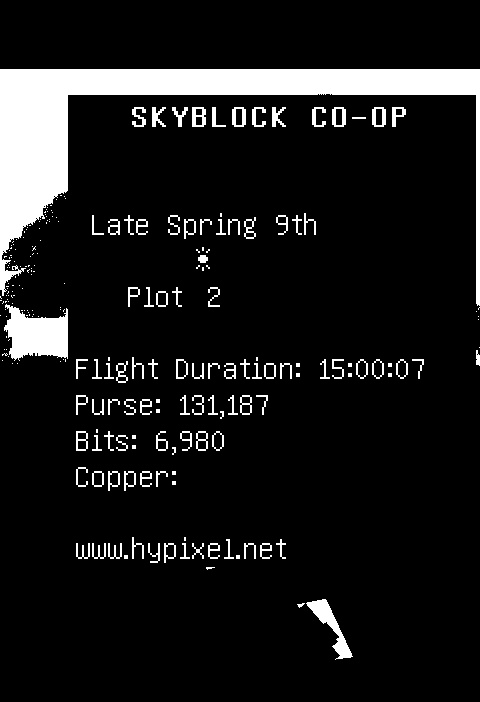 SKYBLOCK CO-OP
Late Spring 9th
Plot 2
Flight Duration: 15:00:07
Purse: 131,187
Bits: 6,980
Copper:
www.hypixel.net